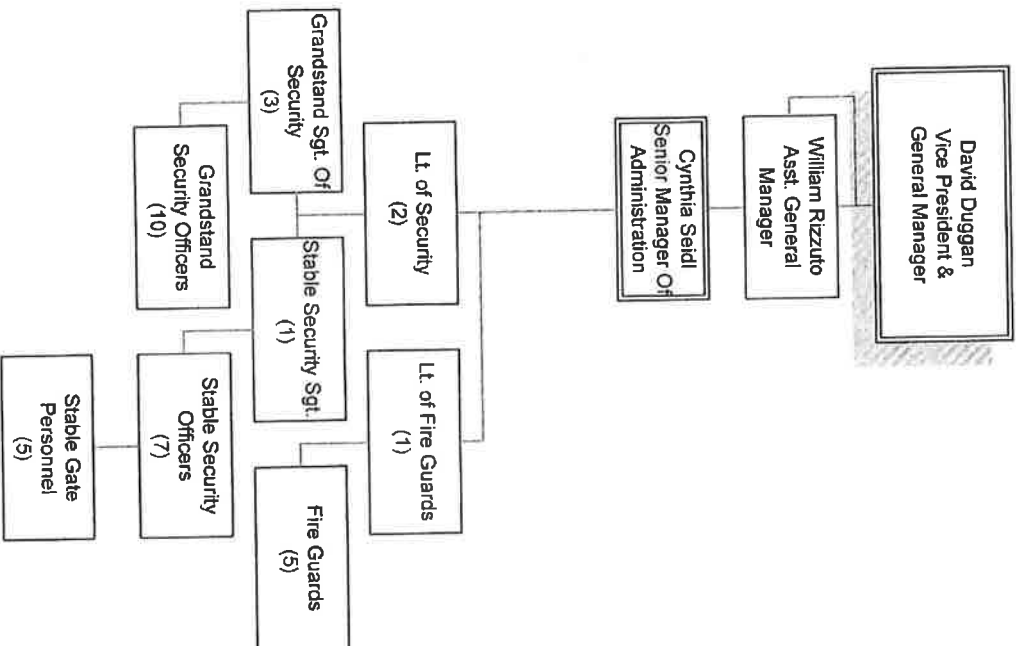 David Duggan
Vice President &
General Manager
William Rizzuto
Asst. General
Manager
Cynthia Seidl
Senior Manager Of
Administration
Lt. of Security
(2)
Lt. of Fire Guards
(1)
Grandstand Sgt. Of
Security
(3)
Stable Security Sgt.
(1)
Fire Guards
(5)
Grandstand
Security Officers
(10)
Stable Security
Officers
(7)
Stable Gate
Personnel
(5)